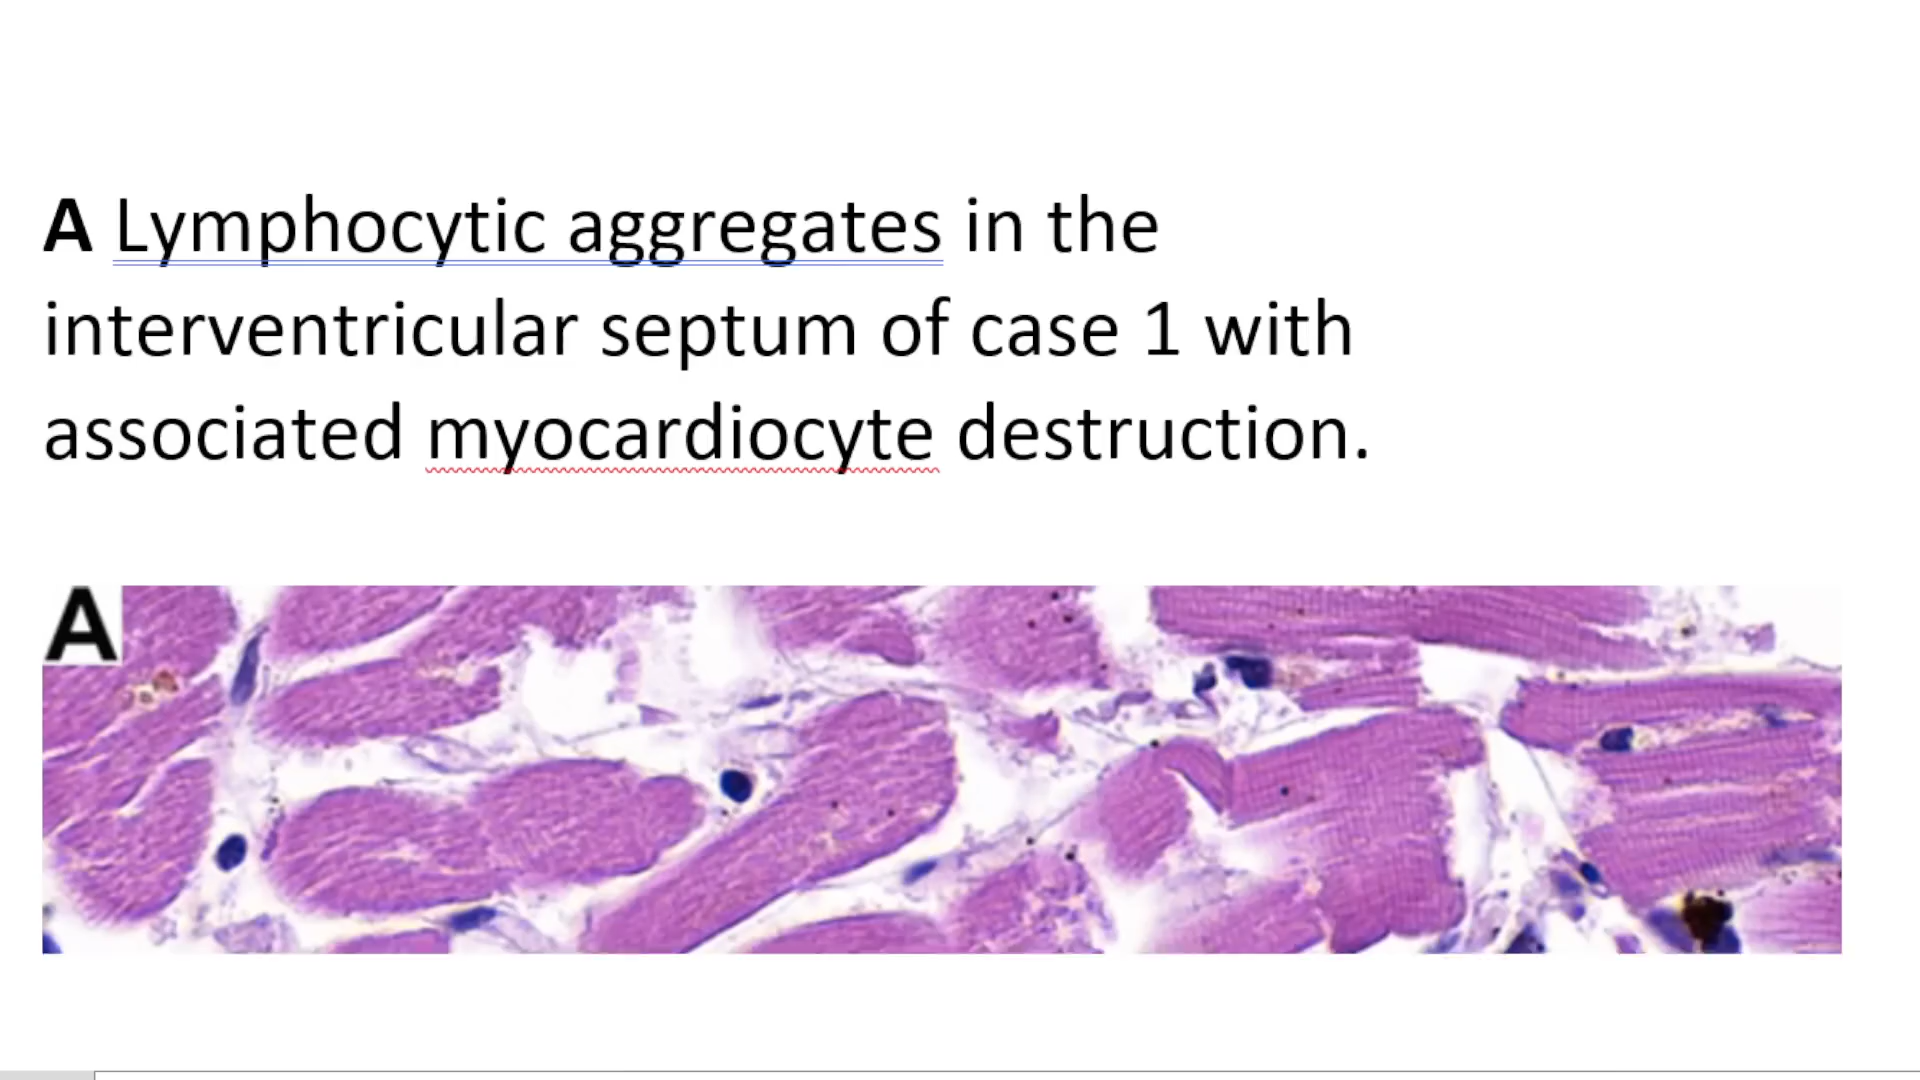 A Lymphocytic aggregates in the
interventricular septum of case 1 with
associated myocardiocyte destruction.
A